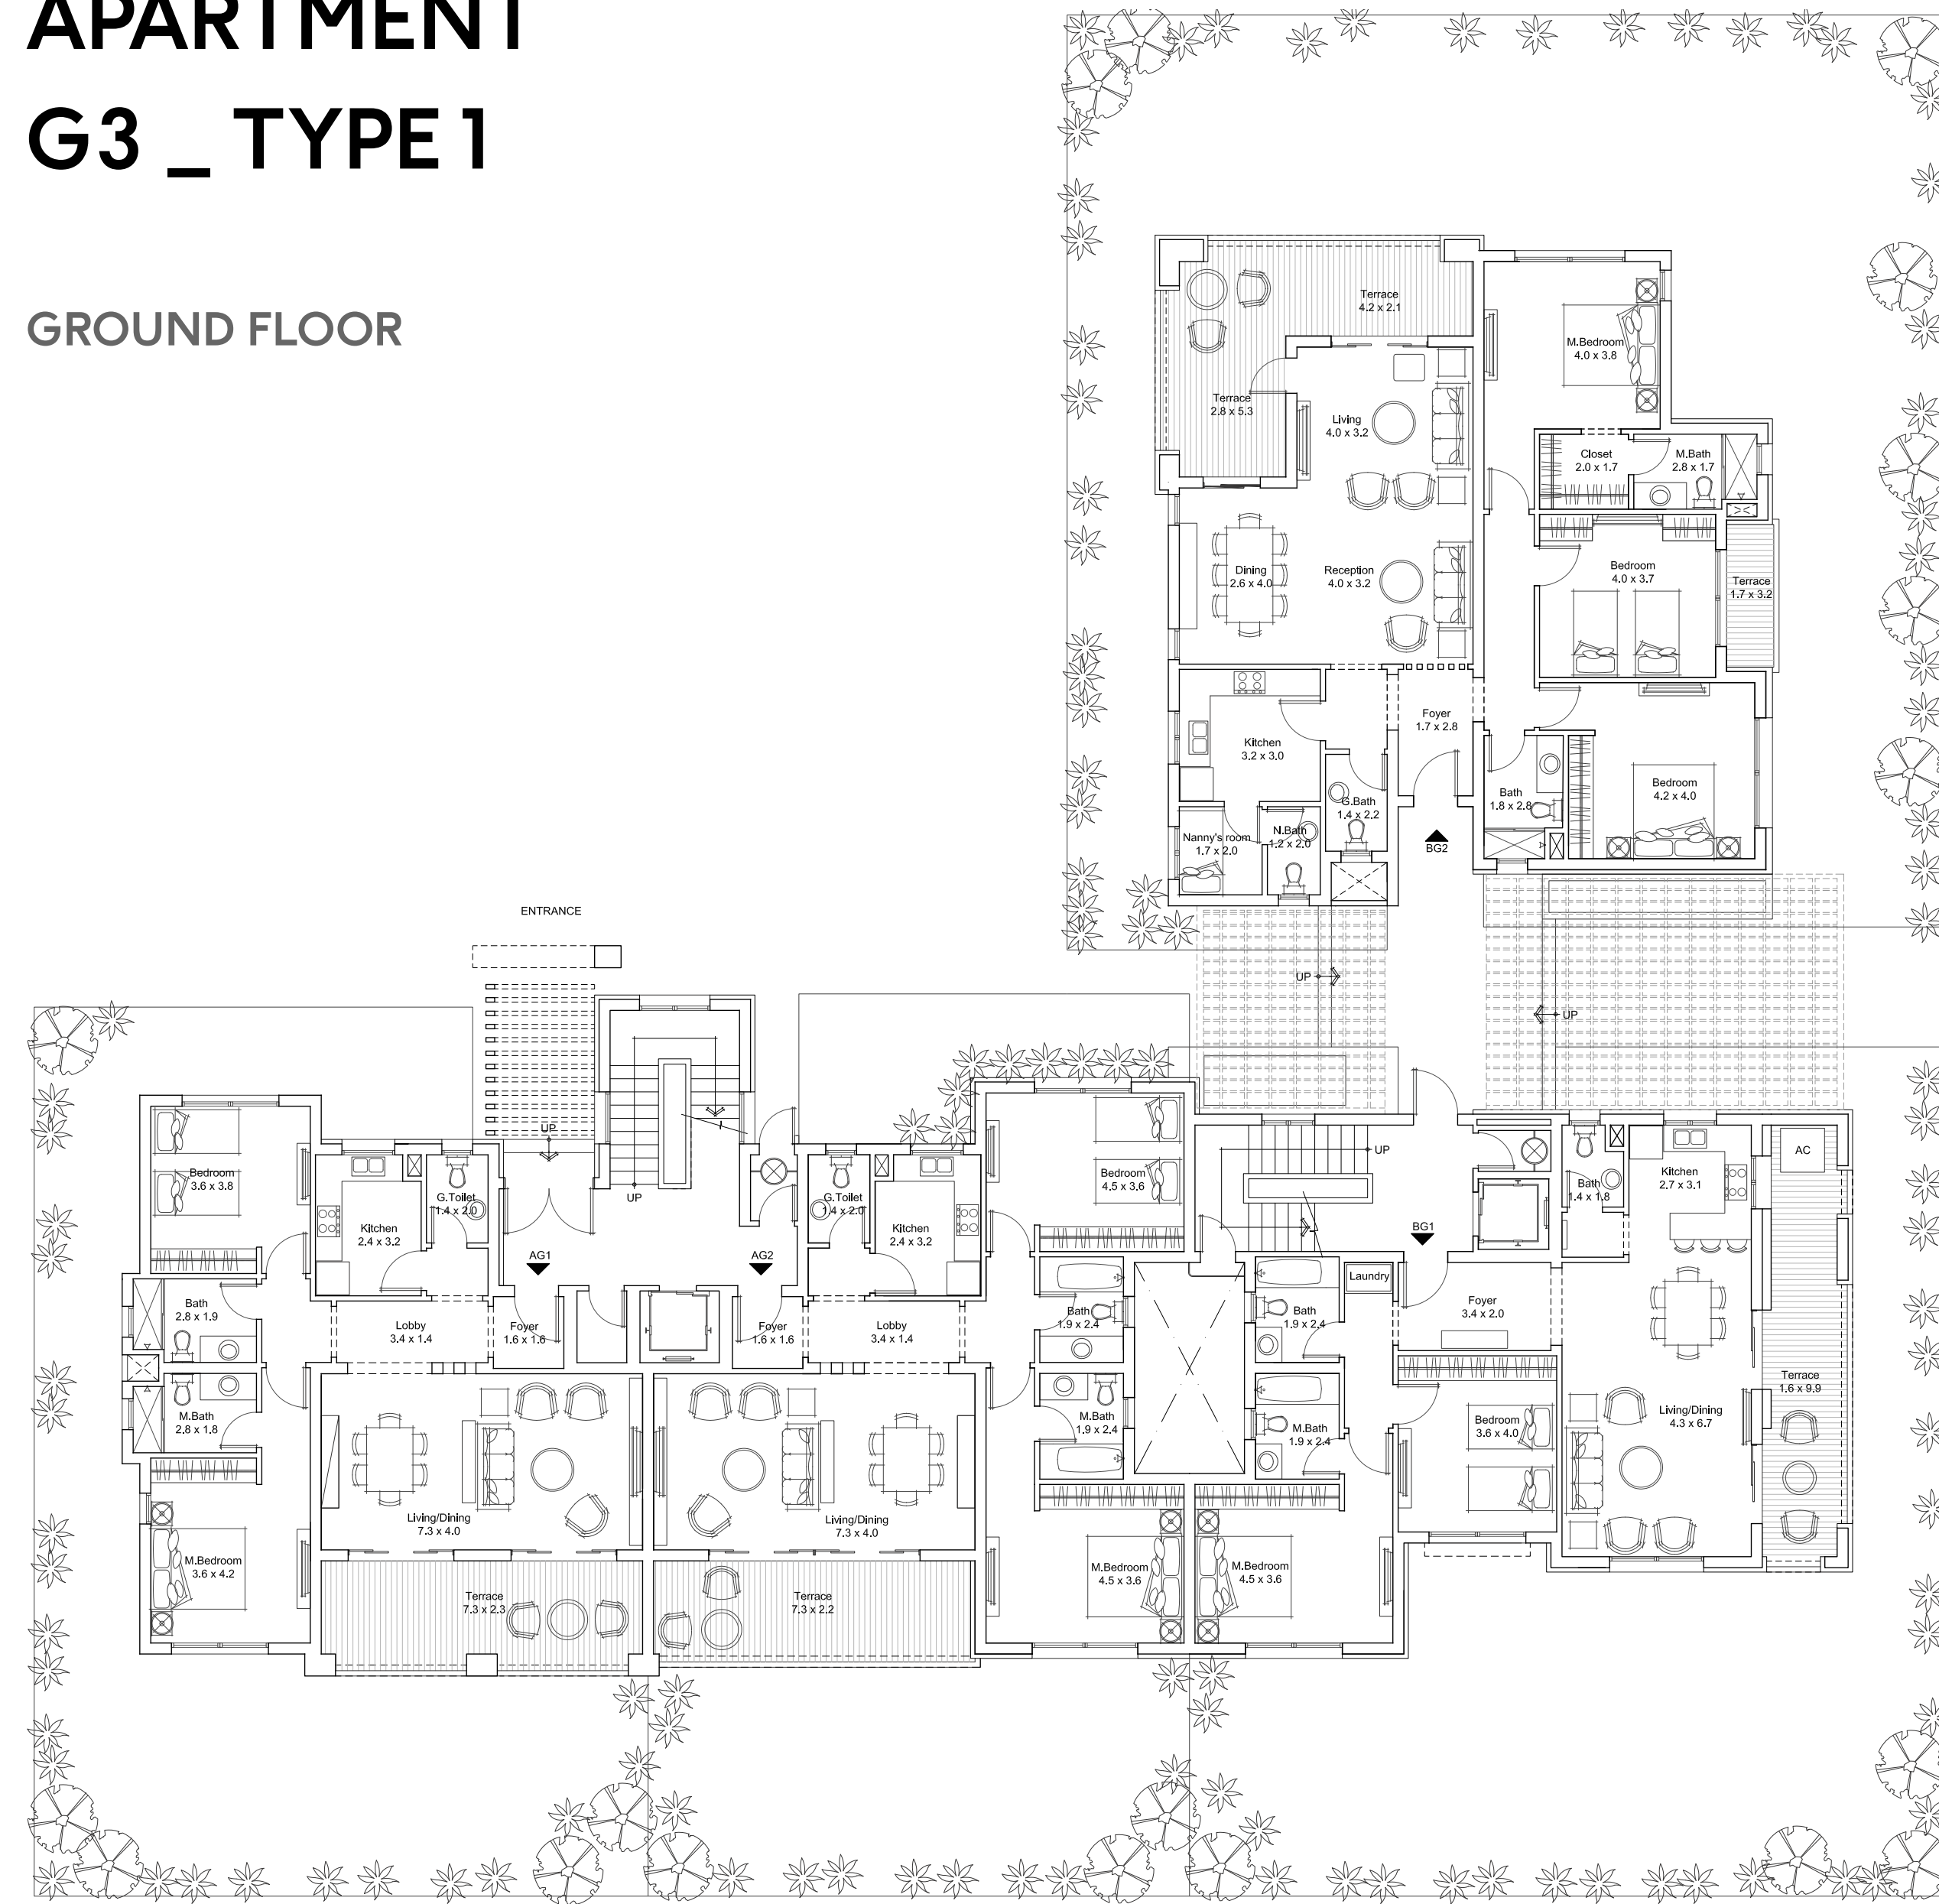 APARTMENT
G3 _ TYPE 1
GROUND FLOOR
Terrace
4.2 x 2.1
M.Bedroom
4.0 x 3.8
Terrace
2.8 x 5.3
Living
4.0 x 3.2
Closet
2.0 x 1.7
M.Bath
2.8 x 1.7
Dining
2.6 x 4.0
Reception
4.0 x 3.2
Bedroom
4.0 x 3.7
Terrace
1.7 x 3.2
Foyer
1.7 x 2.8
Kitchen
3.2 x 3.0
Bath
1.8 x 2.8
Bedroom
4.2 x 4.0
G.Bath
1.4 x 2.2
Nanny's room
1.7 x 2.0
N.Bath
1.2 x 2.0
BG2
ENTRANCE
UP
UP
UP
UP
UP
Bedroom
3.6 x 3.8
Kitchen
2.4 x 3.2
G.Toilet
1.4 x 2.0
G.Toilet
1.4 x 2.0
Kitchen
2.4 x 3.2
Bedroom
4.5 x 3.6
Bath
1.4 x 1.8
Kitchen
2.7 x 3.1
AC
AG1
AG2
BG1
Laundry
Bath
2.8 x 1.9
Lobby
3.4 x 1.4
Foyer
1.6 x 1.6
Foyer
1.6 x 1.6
Lobby
3.4 x 1.4
Bath
1.9 x 2.4
Bath
1.9 x 2.4
Foyer
3.4 x 2.0
M.Bath
2.8 x 1.8
M.Bath
1.9 x 2.4
M.Bath
1.9 x 2.4
Bedroom
3.6 x 4.0
Living/Dining
4.3 x 6.7
Terrace
1.6 x 9.9
Living/Dining
7.3 x 4.0
Living/Dining
7.3 x 4.0
M.Bedroom
3.6 x 4.2
M.Bedroom
4.5 x 3.6
M.Bedroom
4.5 x 3.6
Terrace
7.3 x 2.3
Terrace
7.3 x 2.2